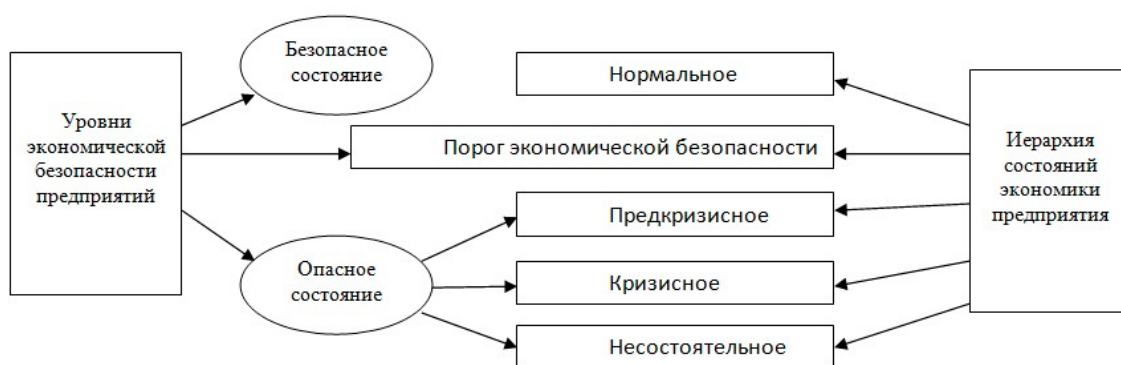 Уровни
экономической
безопасности
предприятий
Безопасное
состояние
Опасное
состояние
Нормальное
Порог экономической безопасности
Предкризисное
Кризисное
Несостоятельное
Иерархия
состояний
экономики
предприятия